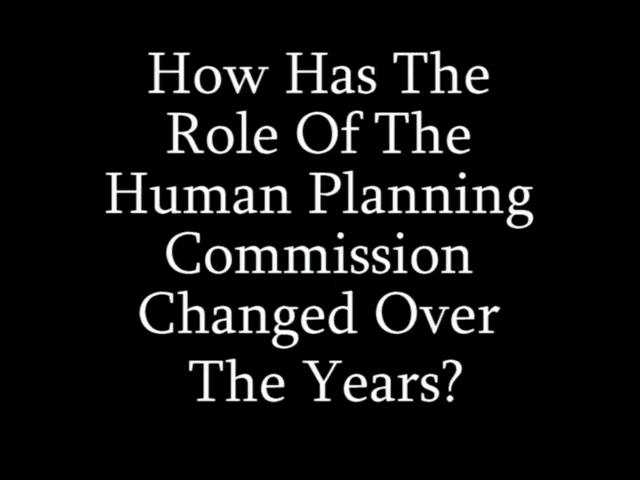 How Has The
Role Of The
Human Planning
Commission
Changed Over
The Years?